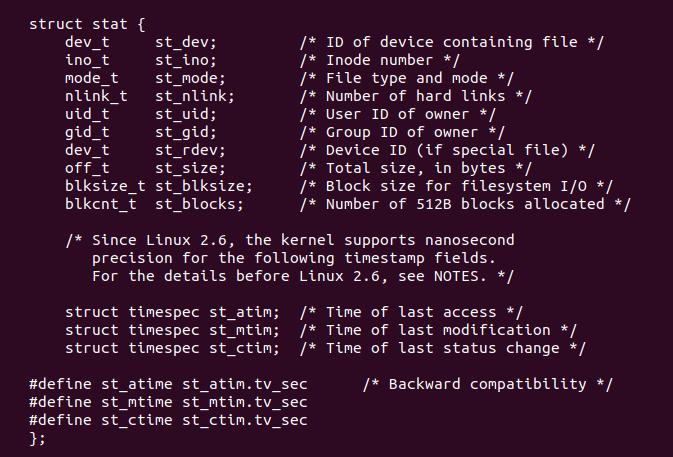 struct stat {
    dev_t     st_dev;         /* ID of device containing file */
    ino_t     st_ino;         /* Inode number */
    mode_t    st_mode;        /* File type and mode */
    nlink_t   st_nlink;       /* Number of hard links */
    uid_t     st_uid;         /* User ID of owner */
    gid_t     st_gid;         /* Group ID of owner */
    dev_t     st_rdev;        /* Device ID (if special file) */
    off_t     st_size;        /* Total size, in bytes */
    blksize_t st_blksize;     /* Block size for filesystem I/O */
    blkcnt_t  st_blocks;      /* Number of 512B blocks allocated */

    /* Since Linux 2.6, the kernel supports nanosecond
       precision for the following timestamp fields.
       For the details before Linux 2.6, see NOTES. */

    struct timespec st_atim;  /* Time of last access */
    struct timespec st_mtim;  /* Time of last modification */
    struct timespec st_ctim;  /* Time of last status change */

#define st_atime st_atim.tv_sec      /* Backward compatibility */
#define st_mtime st_mtim.tv_sec
#define st_ctime st_ctim.tv_sec
};